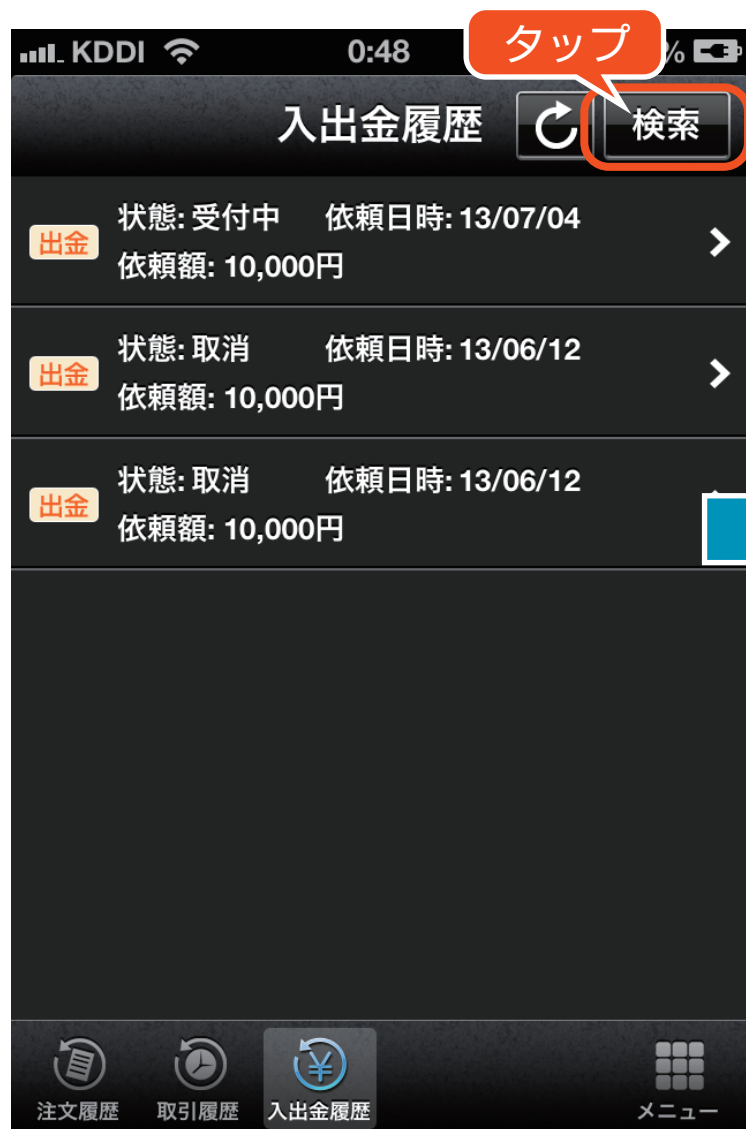 KDDI 0:48 %
タップ
入出金履歴 検索
出金
状態: 受付中 依頼日時: 13/07/04
依頼額: 10,000円
出金
状態: 取消 依頼日時: 13/06/12
依頼額: 10,000円
出金
状態: 取消 依頼日時: 13/06/12
依頼額: 10,000円
注文履歴 取引履歴 入出金履歴 メニュー